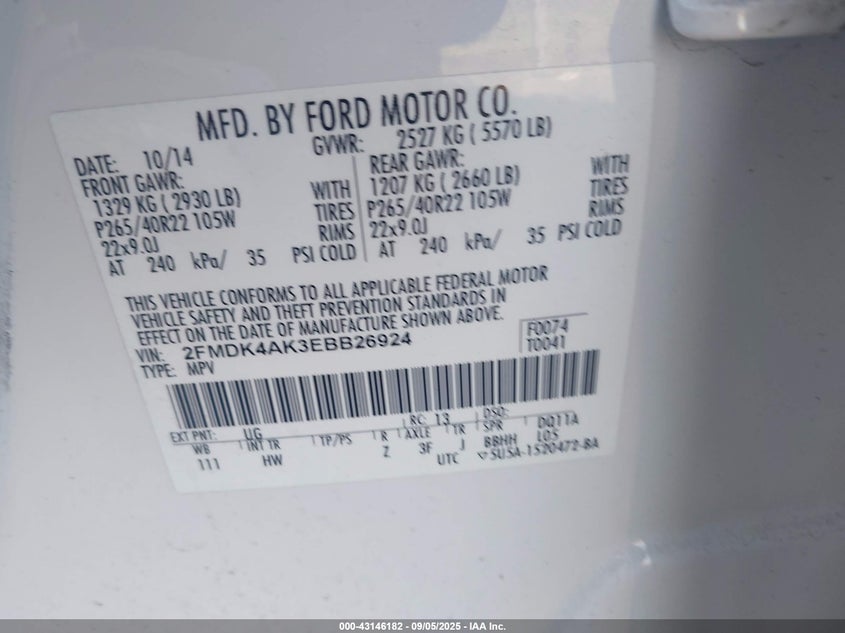 MFD. BY FORD MOTOR CO.
DATE: 10/14 GVWR: 2527 KG ( 5570 LB)
FRONT GAWR: REAR GAWR:
1329 KG ( 2930 LB) WITH 1207 KG ( 2660 LB) WITH
P265/40R22 105W TIRES P265/40R22 105W TIRES
22x9.0J RIMS 22x9.0J RIMS
AT 240 kPa/ 35 PSI COLD AT 240 kPa/ 35 PSI COLD
THIS VEHICLE CONFORMS TO ALL APPLICABLE FEDERAL MOTOR
VEHICLE SAFETY AND THEFT PREVENTION STANDARDS IN
EFFECT ON THE DATE OF MANUFACTURE SHOWN ABOVE.
VIN: 2FMDK4AK3EBB26924 F0074
TYPE: MPV T0041
EXT PNT: UG RC: 13 DSO:
WB INT TR TP/PS R AXLE TR SPR DQ11A
111 HW Z 3F J BBHH L05
UTC 5U5A-1520472-BA
000-43146182 - 09/05/2025 - IAA Inc.